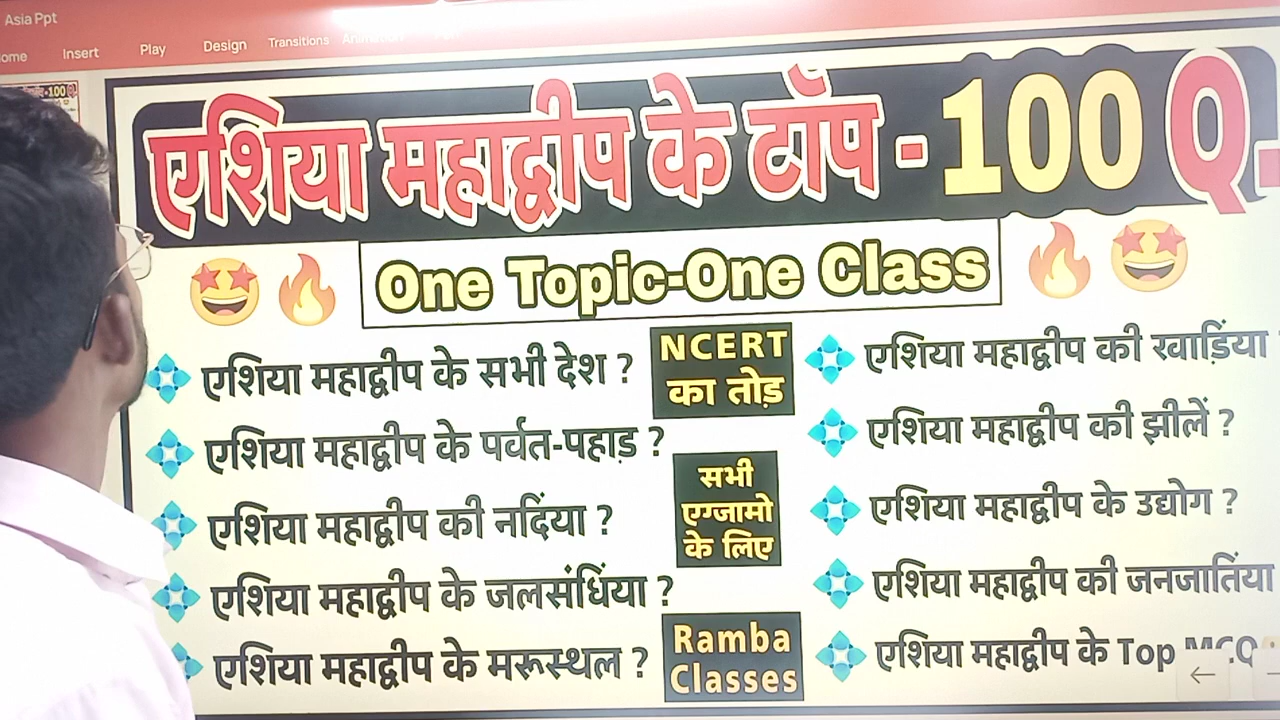 Asia Ppt
Insert Play Design Transitions
एशिया महाद्वीप के टॉप - 100 Q.
One Topic-One Class
एशिया महाद्वीप के सभी देश ?
एशिया महाद्वीप के पर्वत-पहाड़ ?
एशिया महाद्वीप की नदिंया ?
एशिया महाद्वीप के जलसंधिंया ?
एशिया महाद्वीप के मरूस्थल ?
NCERT
का तोड़
सभी
एग्जामो
के लिए
Ramba
Classes
एशिया महाद्वीप की खाड़िंया
एशिया महाद्वीप की झीलें ?
एशिया महाद्वीप के उद्योग ?
एशिया महाद्वीप की जनजातिंया
एशिया महाद्वीप के Top MCQ